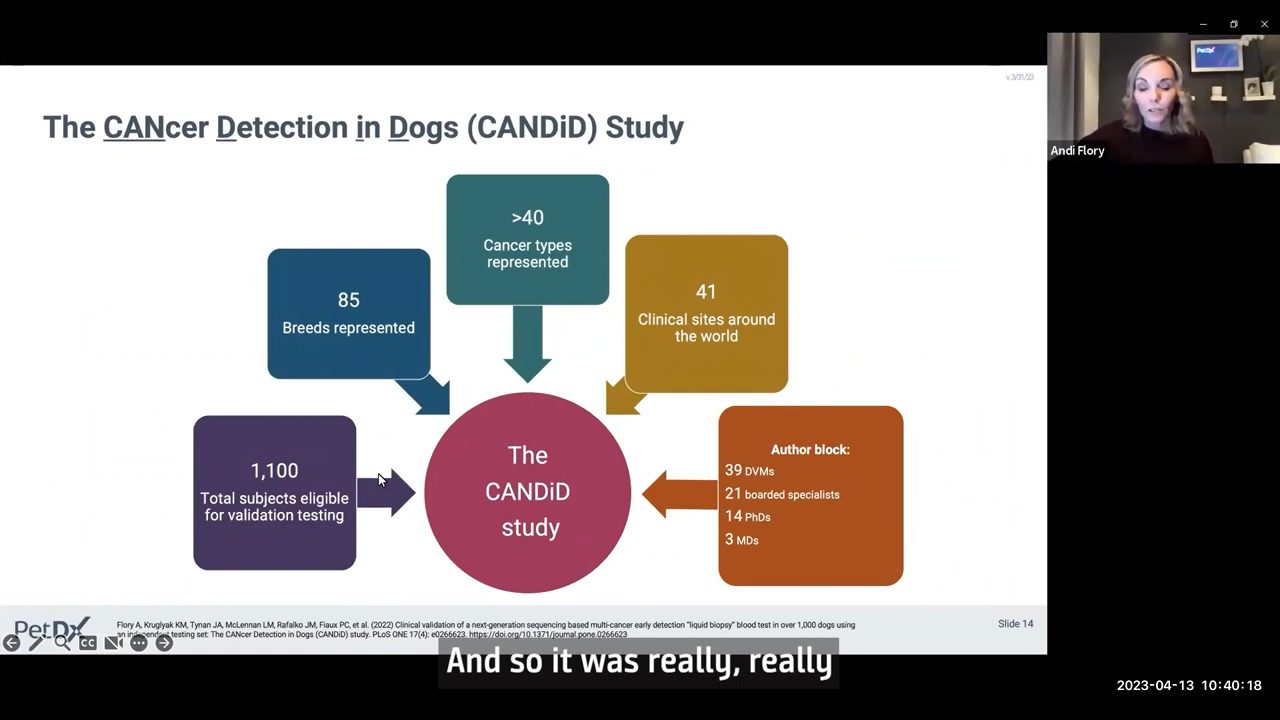 v.3/31/23
The CANcer Detection in Dogs (CANDiD) Study
PetDX
Andi Flory
>40
Cancer types
represented
85
Breeds represented
41
Clinical sites around
the world
1,100
Total subjects eligible
for validation testing
The
CANDiD
study
Author block:
39 DVMs
21 boarded specialists
14 PhDs
3 MDs
PetDX
Flory A, Kruglyak KM, Tynan JA, McLennan LM, Rafalko JM, Fiaux PC, et al. (2022) Clinical validation of a next-generation sequencing based multi-cancer early detection "liquid biopsy" blood test in over 1,000 dogs using
an independent testing set: The CANcer Detection in Dogs (CANDiD) study. PLoS ONE 17(4): e0266623. https://doi.org/10.1371/journal.pone.0266623
Slide 14
CC
And so it was really, really
2023-04-13 10:40:18